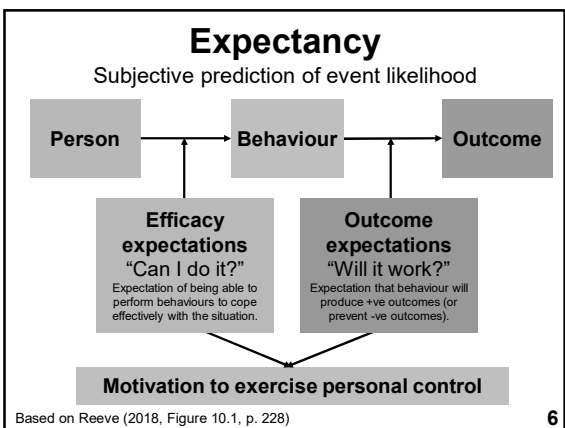 Expectancy
Subjective prediction of event likelihood
Person
Behaviour
Outcome
Efficacy
expectations
“Can I do it?”
Expectation of being able to
perform behaviours to cope
effectively with the situation.
Outcome
expectations
“Will it work?”
Expectation that behaviour will
produce +ve outcomes (or
prevent -ve outcomes).
Motivation to exercise personal control
Based on Reeve (2018, Figure 10.1, p. 228)
6